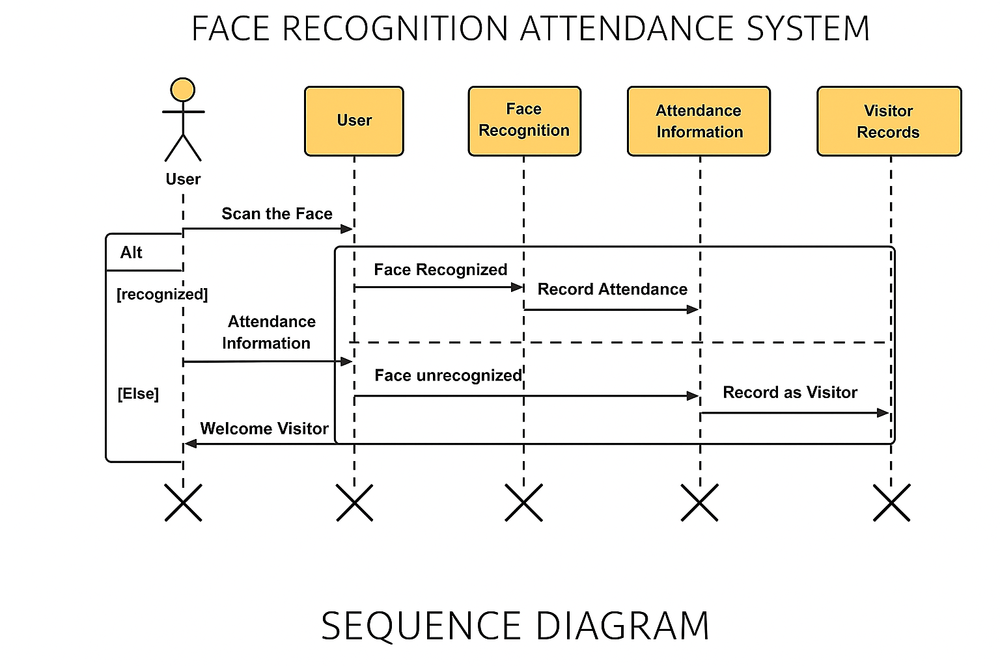 FACE RECOGNITION ATTENDANCE SYSTEM
User
User
Face
Recognition
Attendance
Information
Visitor
Records
Scan the Face
Alt
Face Recognized
Record Attendance
[recognized]
Attendance
Information
Face unrecognized
[Else]
Record as Visitor
Welcome Visitor
SEQUENCE DIAGRAM